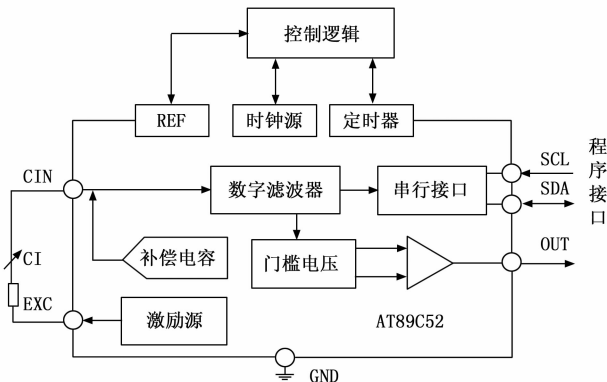 控制逻辑
REF
时钟源
定时器
CIN
数字滤波器
串行接口
SCL
SDA
程序接口
CI
补偿电容
门槛电压
OUT
EXC
激励源
AT89C52
GND